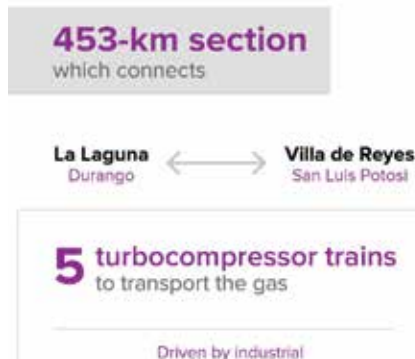 453-km section
which connects
La Laguna Villa de Reyes
Durango San Luis Potosí
5 turbocompressor trains
to transport the gas
Driven by industrial